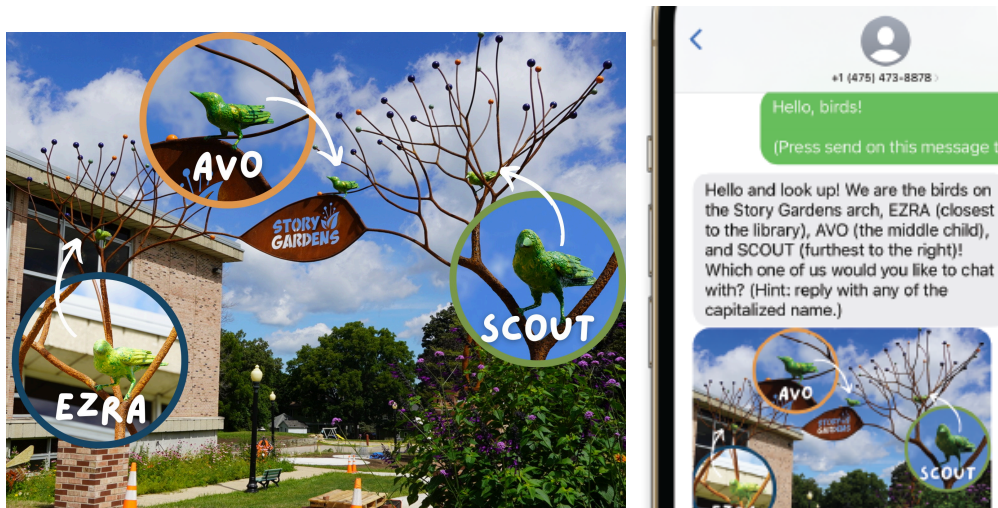 AVO
STORY
GARDENS
SCOUT
EZRA
+1 (475) 473-8878
Hello, birds!
(Press send on this message t
Hello and look up! We are the birds on
the Story Gardens arch, EZRA (closest
to the library), AVO (the middle child),
and SCOUT (furthest to the right)!
Which one of us would you like to chat
with? (Hint: reply with any of the
capitalized name.)
AVO
STORY
GARDENS
SCOUT